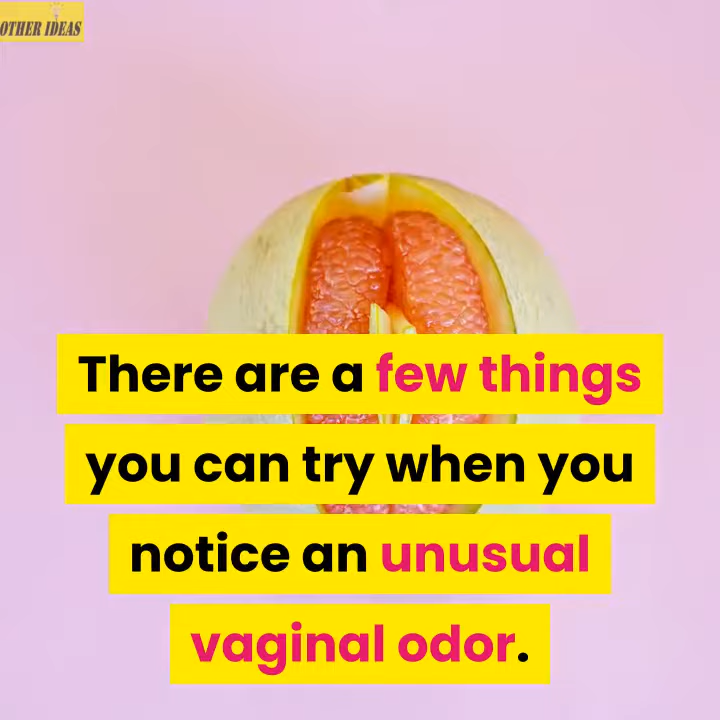 OTHER IDEAS
There are a few things
you can try when you
notice an unusual
vaginal odor.